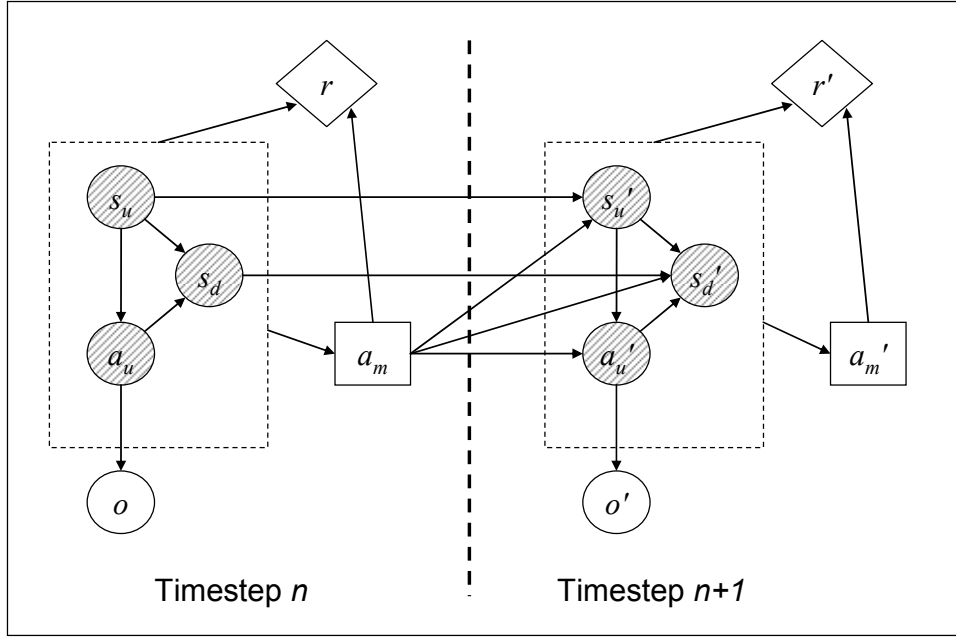 r
r′
s_u
s_u′
s_d
s_d′
a_u
a_m
a_u′
a_m′
o
o′
Timestep n
Timestep n+1